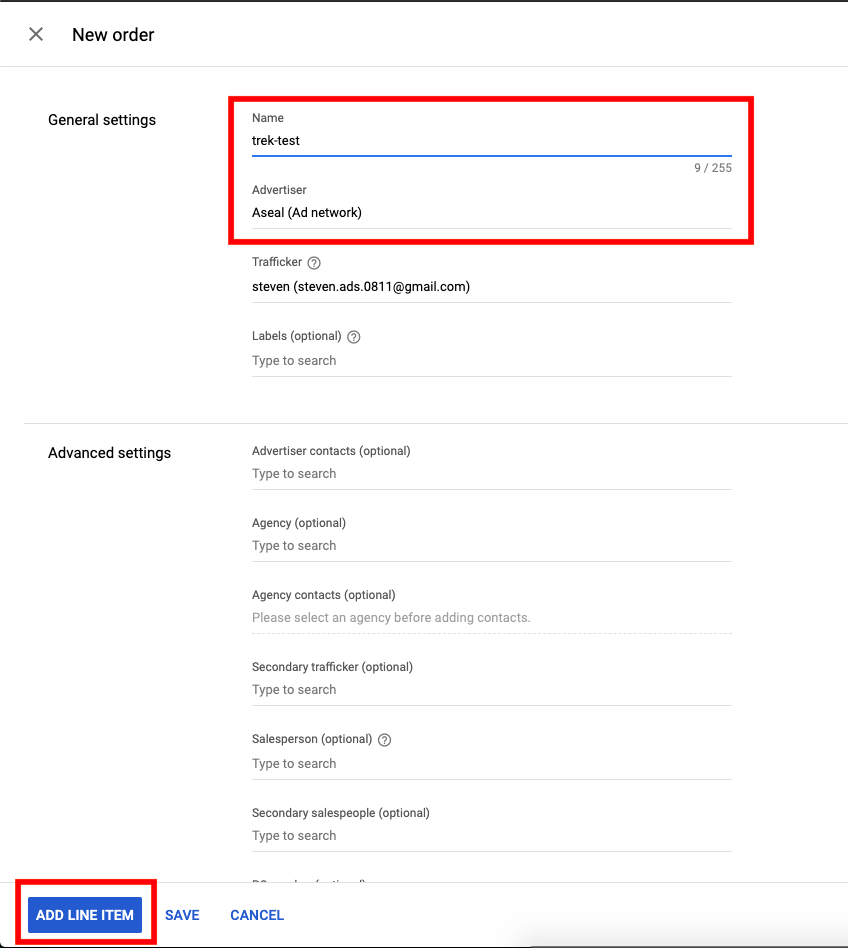 New order
General settings
Name
trek-test
9 / 255
Advertiser
Aseal (Ad network)
Trafficker
steven (steven.ads.0811@gmail.com)
Labels (optional)
Type to search
Advanced settings
Advertiser contacts (optional)
Type to search
Agency (optional)
Type to search
Agency contacts (optional)
Please select an agency before adding contacts.
Secondary trafficker (optional)
Type to search
Salesperson (optional)
Type to search
Secondary salespeople (optional)
Type to search
ADD LINE ITEM
SAVE
CANCEL